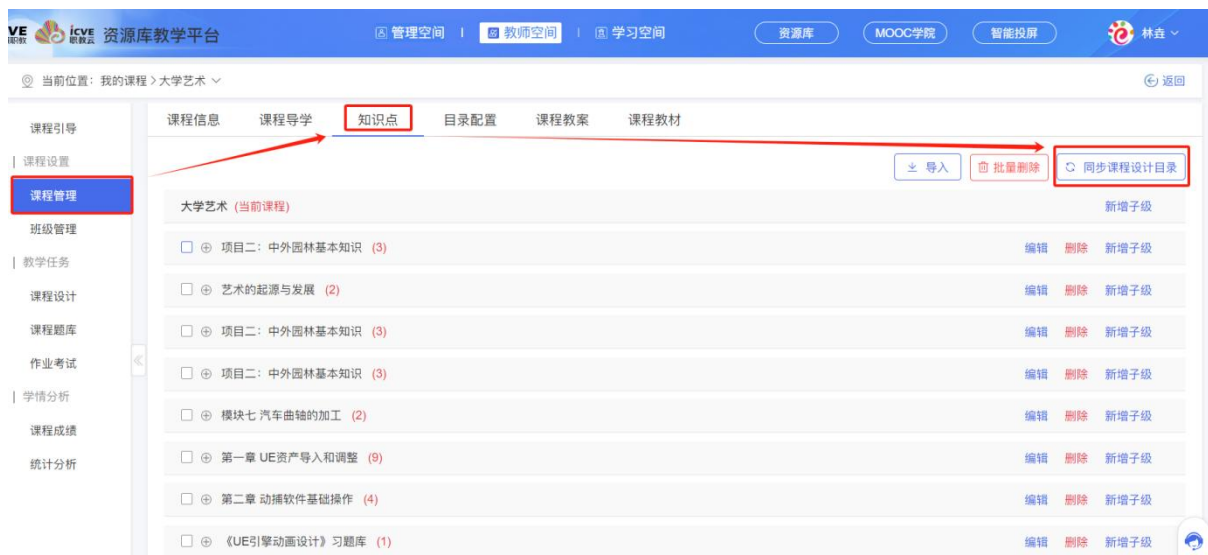 icve 职教云 资源库教学平台 管理空间 教师空间 学习空间 资源库 MOOC学院 智能投屏 林垚
当前位置：我的课程>大学艺术 返回
课程引导
课程设置
课程管理
班级管理
教学任务
课程设计
课程题库
作业考试
学情分析
课程成绩
统计分析
课程信息 课程导学 知识点 目录配置 课程教案 课程教材
导入 批量删除 同步课程设计目录
大学艺术 (当前课程) 新增子级
项目二：中外园林基本知识 (3) 编辑 删除 新增子级
艺术的起源与发展 (2) 编辑 删除 新增子级
项目二：中外园林基本知识 (3) 编辑 删除 新增子级
项目二：中外园林基本知识 (3) 编辑 删除 新增子级
模块七 汽车曲轴的加工 (2) 编辑 删除 新增子级
第一章 UE资产导入和调整 (9) 编辑 删除 新增子级
第二章 动捕软件基础操作 (4) 编辑 删除 新增子级
《UE引擎动画设计》习题库 (1) 编辑 删除 新增子级